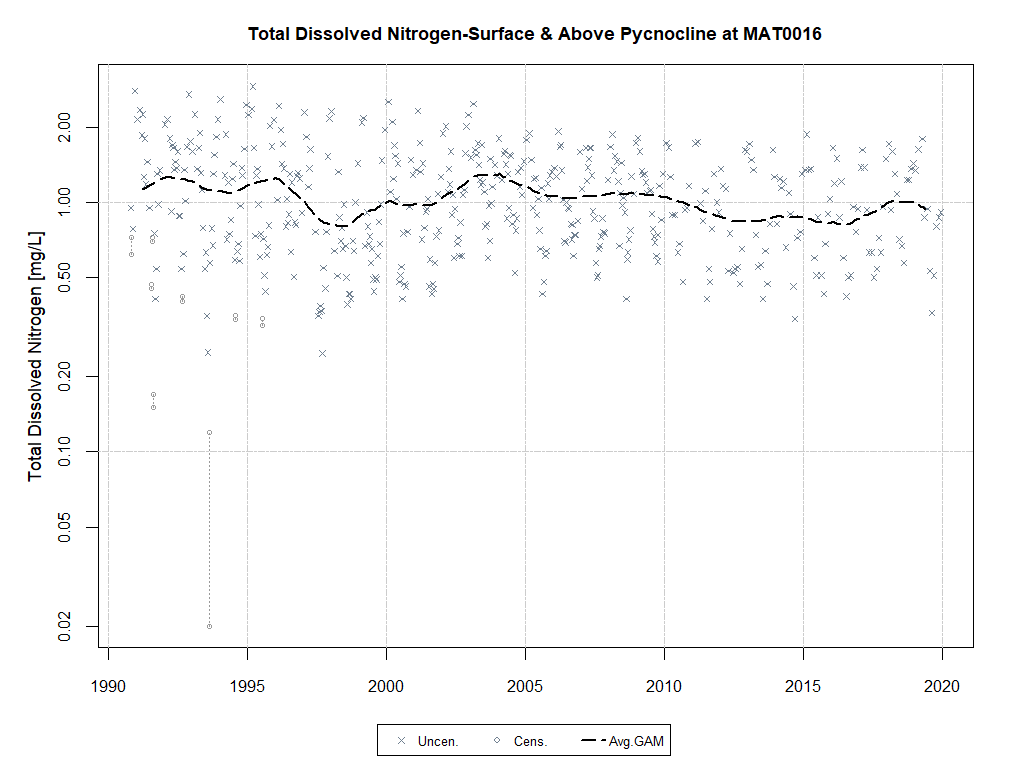 Total Dissolved Nitrogen-Surface & Above Pycnocline at MAT0016
Total Dissolved Nitrogen [mg/L]
2.00
1.00
0.50
0.20
0.10
0.05
0.02
1990 1995 2000 2005 2010 2015 2020
Uncen. Cens. Avg.GAM